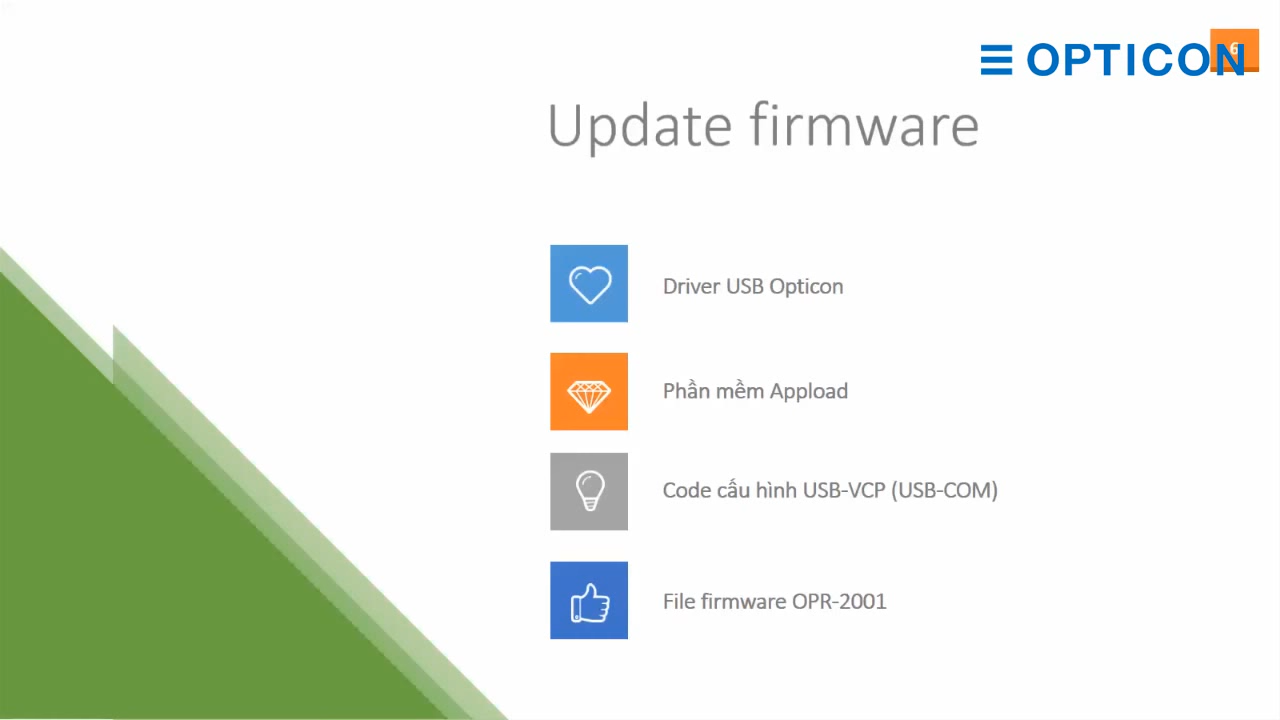 6
OPTICON
Update firmware
Driver USB Opticon
Phần mềm Appload
Code cấu hình USB-VCP (USB-COM)
File firmware OPR-2001